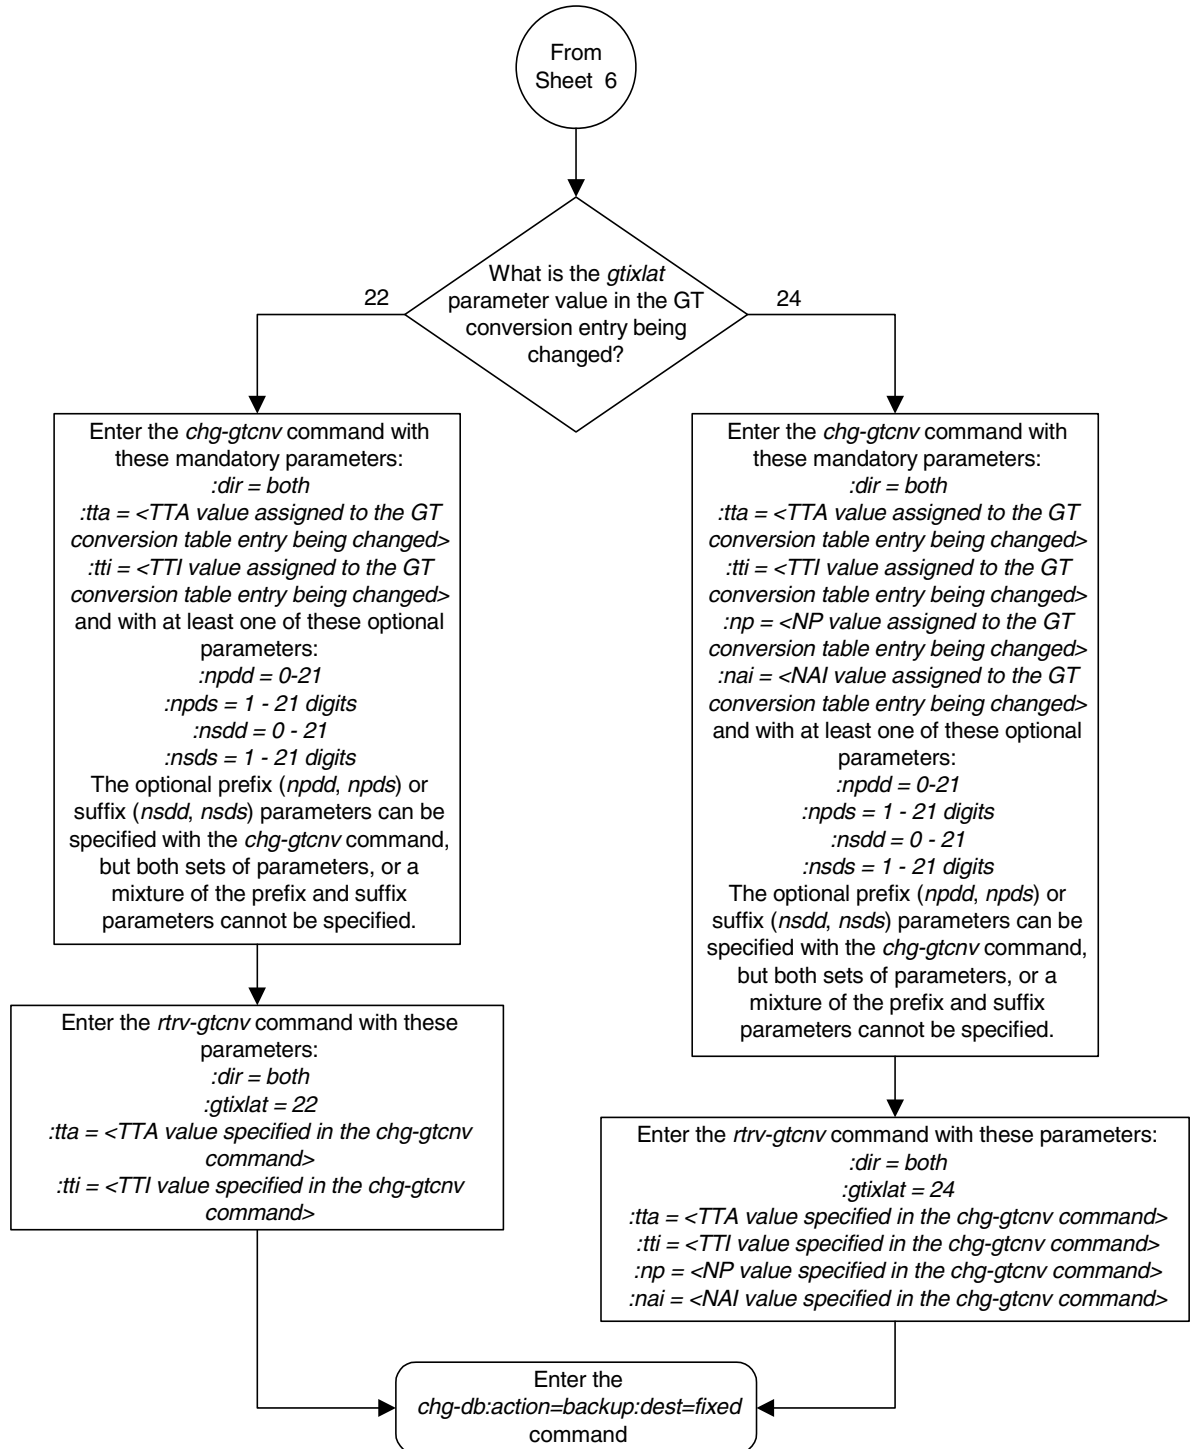 From
Sheet 6
What is the gtixlat
parameter value in the GT
conversion entry being
changed?
22
24
Enter the chg-gtcnv command with
these mandatory parameters:
:dir = both
:tta = <TTA value assigned to the GT
conversion table entry being changed>
:tti = <TTI value assigned to the GT
conversion table entry being changed>
and with at least one of these optional
parameters:
:npdd = 0-21
:npds = 1 - 21 digits
:nsdd = 0 - 21
:nsds = 1 - 21 digits
The optional prefix (npdd, npds) or
suffix (nsdd, nsds) parameters can be
specified with the chg-gtcnv command,
but both sets of parameters, or a
mixture of the prefix and suffix
parameters cannot be specified.
Enter the rtrv-gtcnv command with these
parameters:
:dir = both
:gtixlat = 22
:tta = <TTA value specified in the chg-gtcnv
command>
:tti = <TTI value specified in the chg-gtcnv
command>
Enter the chg-gtcnv command with
these mandatory parameters:
:dir = both
:tta = <TTA value assigned to the GT
conversion table entry being changed>
:tti = <TTI value assigned to the GT
conversion table entry being changed>
:np = <NP value assigned to the GT
conversion table entry being changed>
:nai = <NAI value assigned to the GT
conversion table entry being changed>
and with at least one of these optional
parameters:
:npdd = 0-21
:npds = 1 - 21 digits
:nsdd = 0 - 21
:nsds = 1 - 21 digits
The optional prefix (npdd, npds) or
suffix (nsdd, nsds) parameters can be
specified with the chg-gtcnv command,
but both sets of parameters, or a
mixture of the prefix and suffix
parameters cannot be specified.
Enter the rtrv-gtcnv command with these parameters:
:dir = both
:gtixlat = 24
:tta = <TTA value specified in the chg-gtcnv command>
:tti = <TTI value specified in the chg-gtcnv command>
:np = <NP value specified in the chg-gtcnv command>
:nai = <NAI value specified in the chg-gtcnv command>
Enter the
chg-db:action=backup:dest=fixed
command